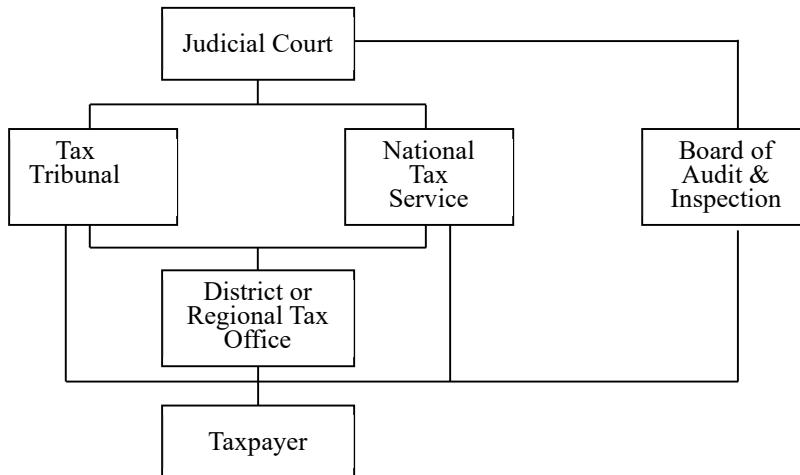 Judicial Court
Tax
Tribunal
National
Tax
Service
Board of
Audit &
Inspection
District or
Regional Tax
Office
Taxpayer